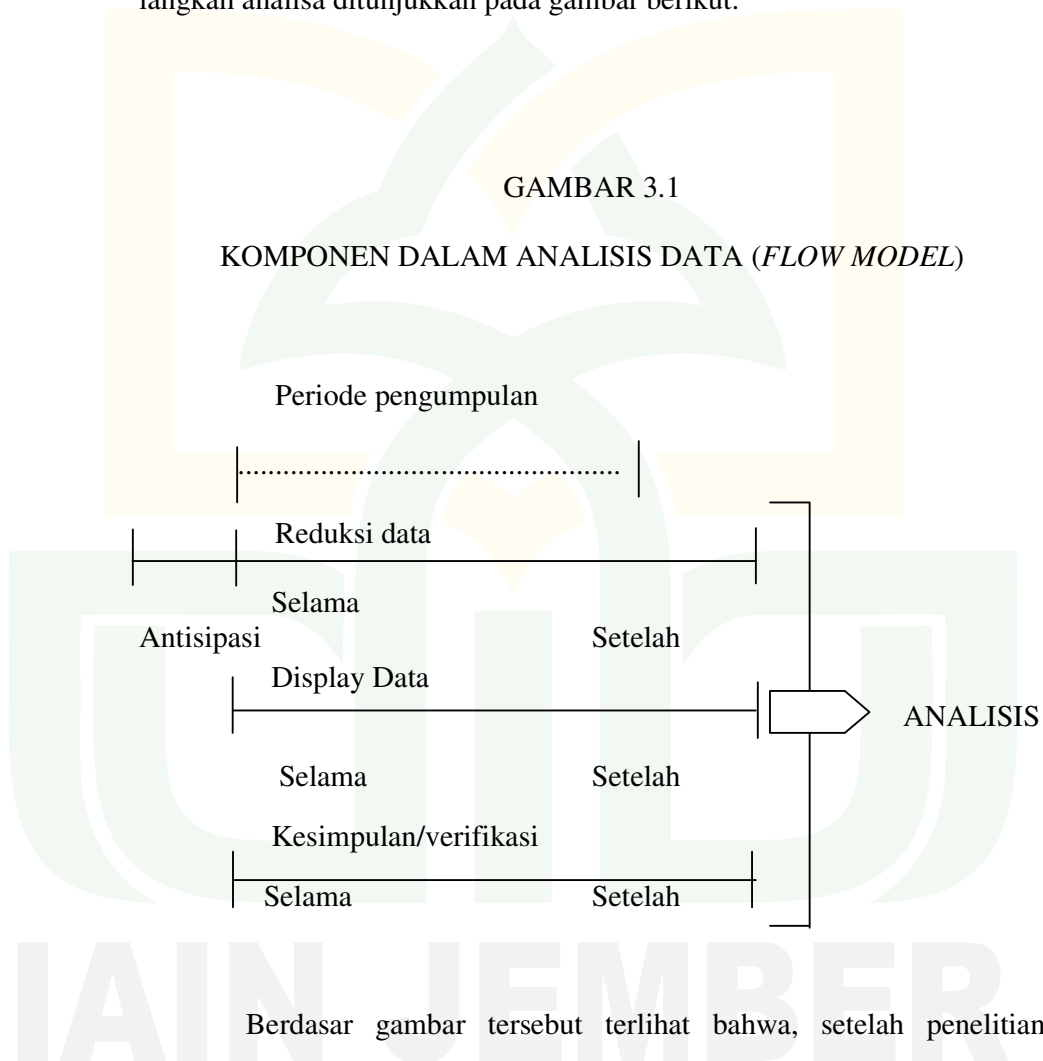 langkah analisa ditunjukkan pada gambar berikut:
GAMBAR 3.1
KOMPONEN DALAM ANALISIS DATA (FLOW MODEL)
Periode pengumpulan
Reduksi data
Selama
Antisipasi Setelah
Display Data
ANALISIS
Selama Setelah
Kesimpulan/verifikasi
Selama Setelah
IAIN JEMBER
Berdasar gambar tersebut terlihat bahwa, setelah penelitian